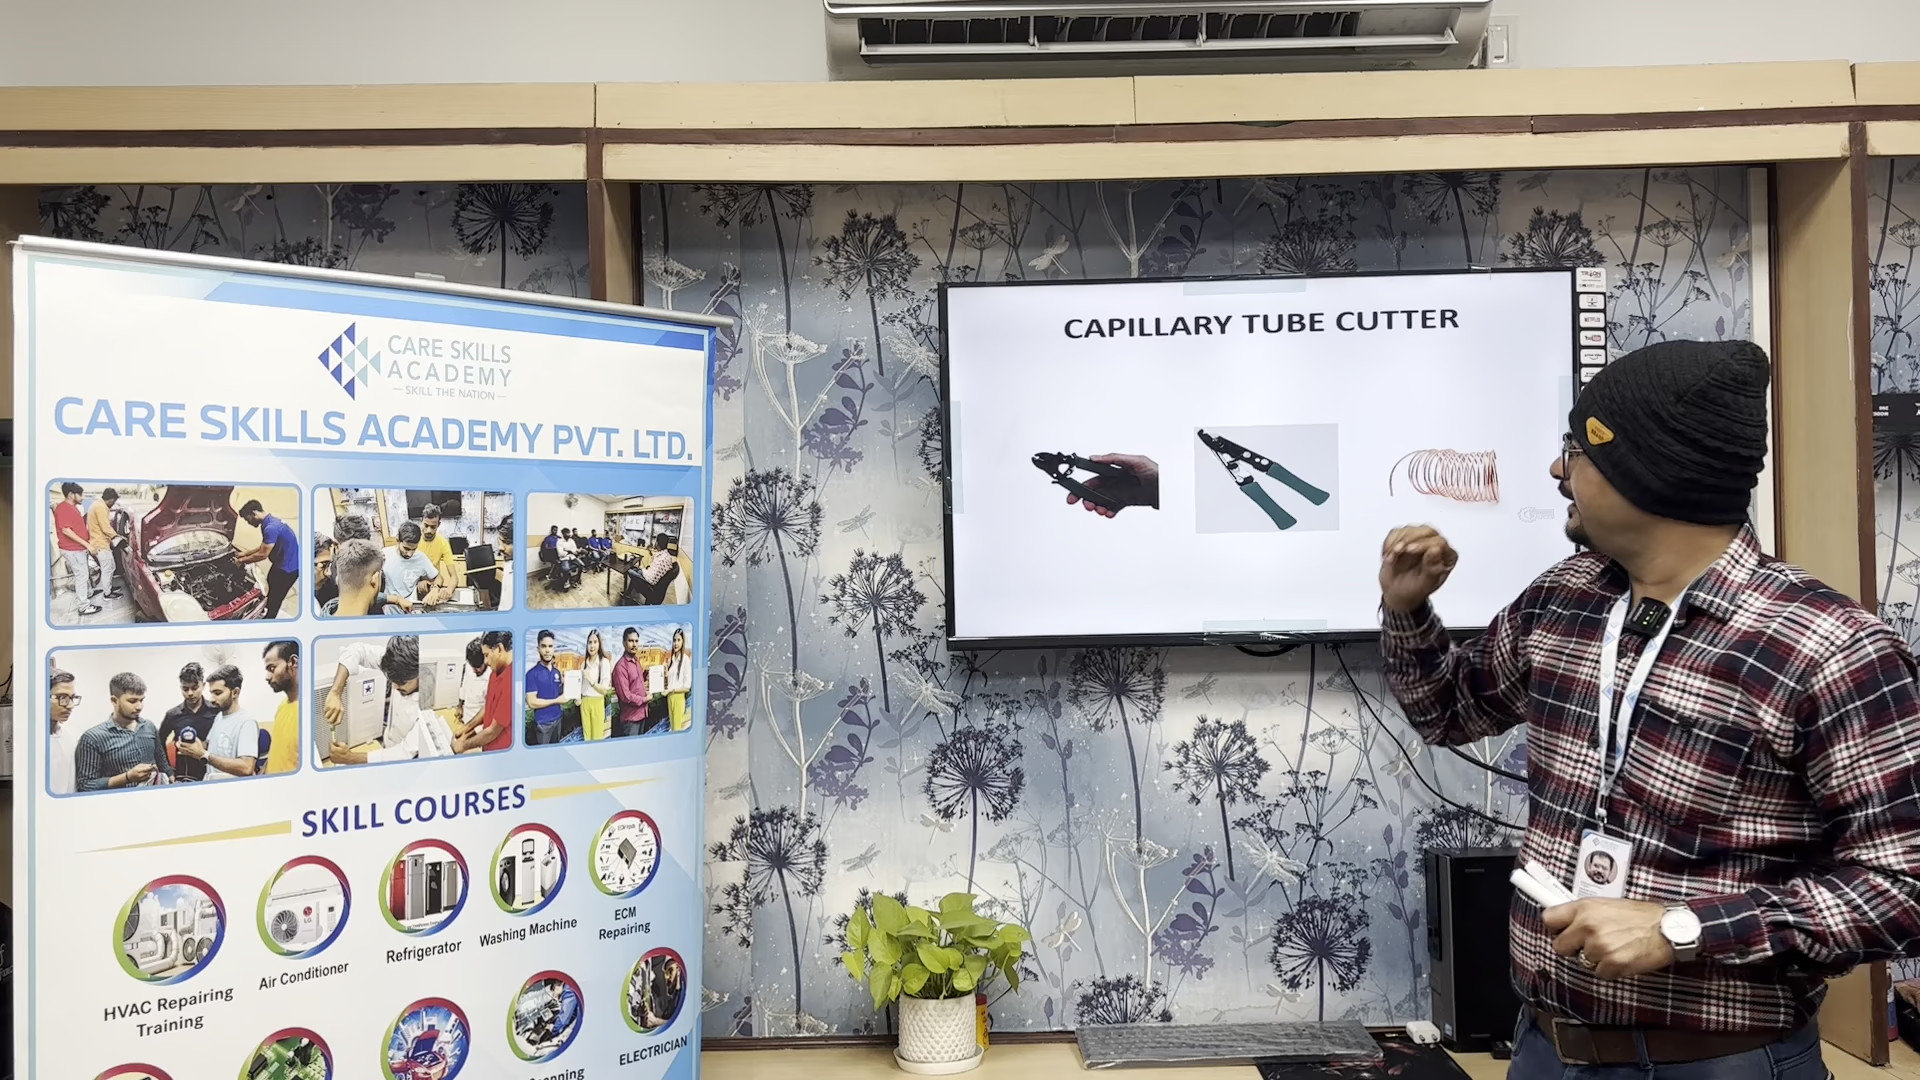 CARE SKILLS
ACADEMY
— SKILL THE NATION —
CARE SKILLS ACADEMY PVT. LTD.
SKILL COURSES
HVAC Repairing
Training
Air Conditioner
Refrigerator
Washing Machine
ECM
Repairing
ELECTRICIAN
CAPILLARY TUBE CUTTER
NETFLIX